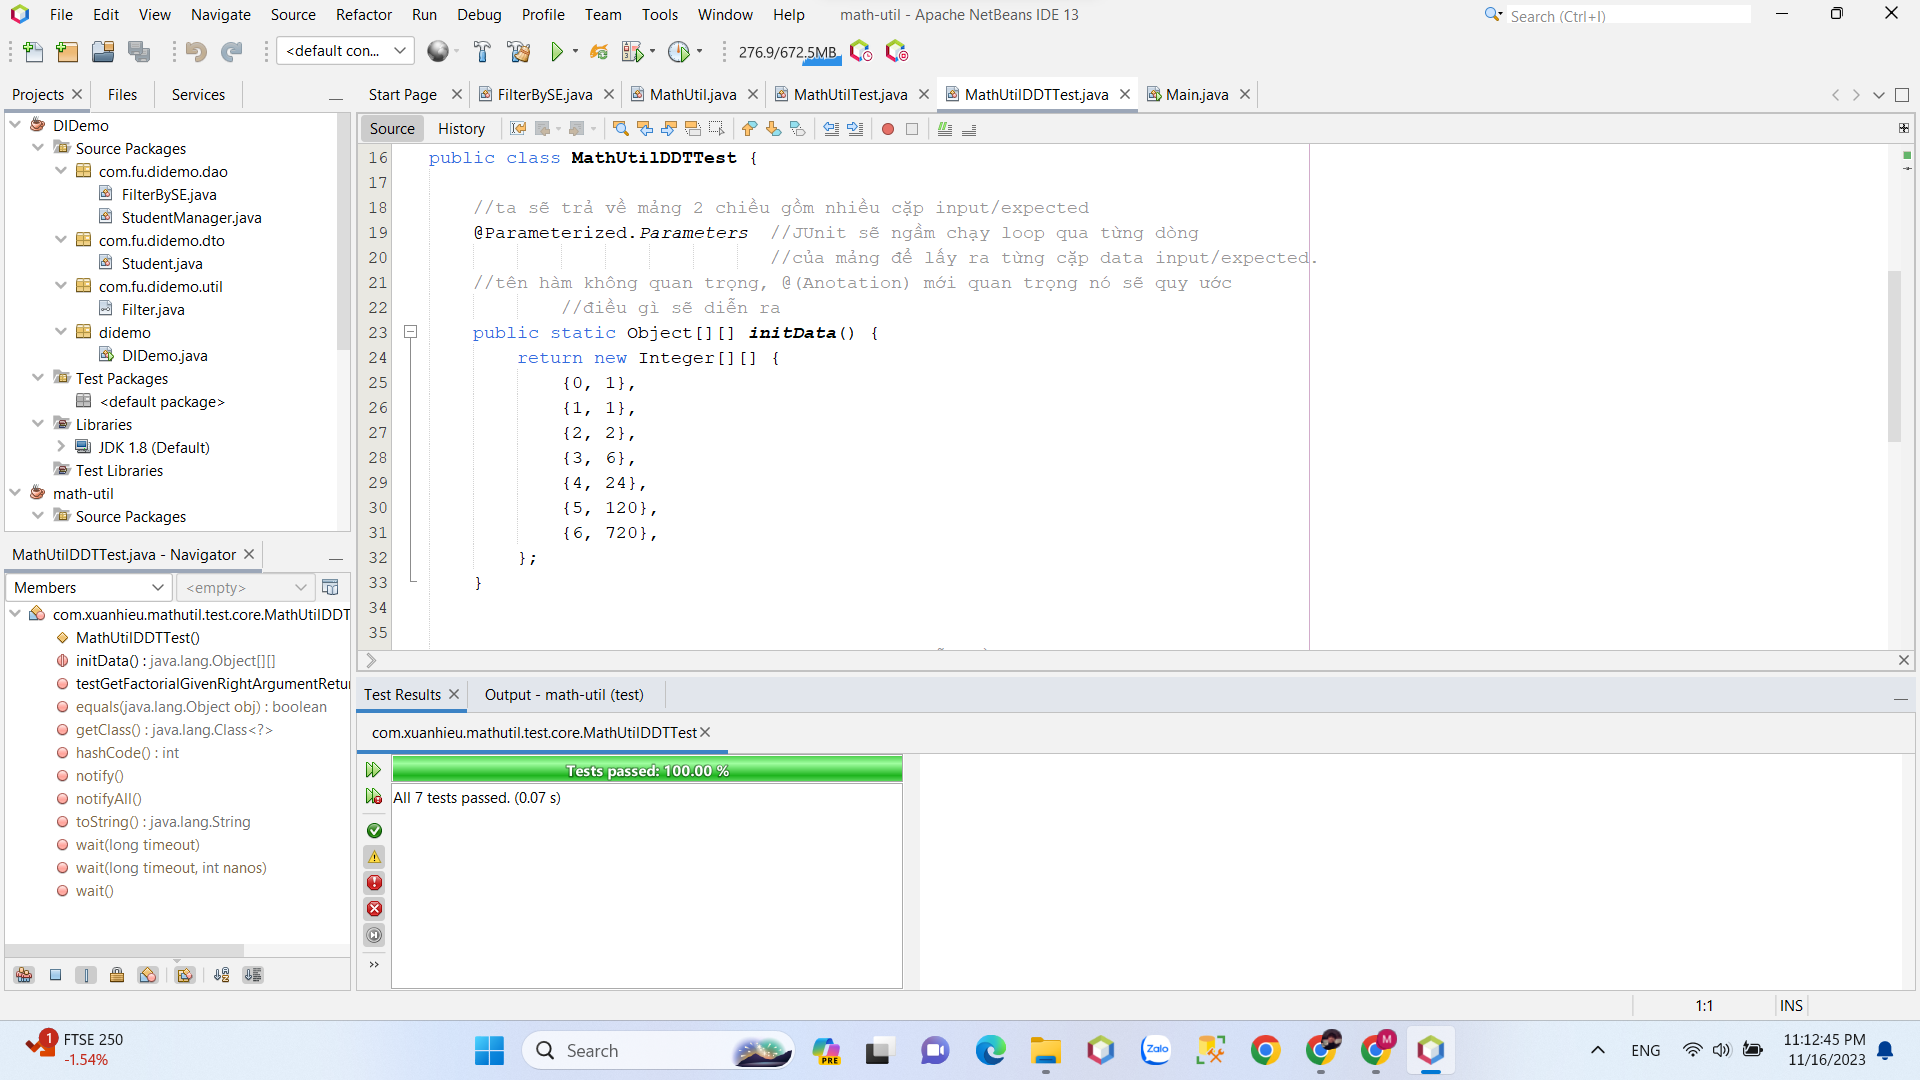 File Edit View Navigate Source Refactor Run Debug Profile Team Tools Window Help
math-util - Apache NetBeans IDE 13
Search (Ctrl+I)
<default con...
276.9/672.5MB
Projects
Files
Services
DIDemo
Source Packages
com.fu.didemo.dao
FilterBySE.java
StudentManager.java
com.fu.didemo.dto
Student.java
com.fu.didemo.util
Filter.java
didemo
DIDemo.java
Test Packages
<default package>
Libraries
JDK 1.8 (Default)
Test Libraries
math-util
Source Packages
MathUtilDDTTest.java - Navigator
Members
<empty>
com.xuanhieu.mathutil.test.core.MathUtilDDT
MathUtilDDTTest()
initData() : java.lang.Object[][]
testGetFactorialGivenRightArgumentRetu
equals(java.lang.Object obj) : boolean
getClass() : java.lang.Class<?>
hashCode() : int
notify()
notifyAll()
toString() : java.lang.String
wait(long timeout)
wait(long timeout, int nanos)
wait()
Start Page
FilterBySE.java
MathUtil.java
MathUtilTest.java
MathUtilDDTTest.java
Main.java
Source History
16 public class MathUtilDDTTest {
17
18 //ta sẽ trả về mảng 2 chiều gồm nhiều cặp input/expected
19 @Parameterized.Parameters //JUnit sẽ ngầm chạy loop qua từng dòng
20 //của mảng để lấy ra từng cặp data input/expected.
21 //tên hàm không quan trọng, @(Anotation) mới quan trọng nó sẽ quy ước
22 //điều gì sẽ diễn ra
23 public static Object[][] initData() {
24 return new Integer[][] {
25 {0, 1},
26 {1, 1},
27 {2, 2},
28 {3, 6},
29 {4, 24},
30 {5, 120},
31 {6, 720},
32 };
33 }
34
35
Test Results
Output - math-util (test)
com.xuanhieu.mathutil.test.core.MathUtilDDTTest
Tests passed: 100.00 %
All 7 tests passed. (0.07 s)
1:1
INS
1
FTSE 250
-1.54%
Search
PRE
Zalo
M
ENG
11:12:45 PM
11/16/2023